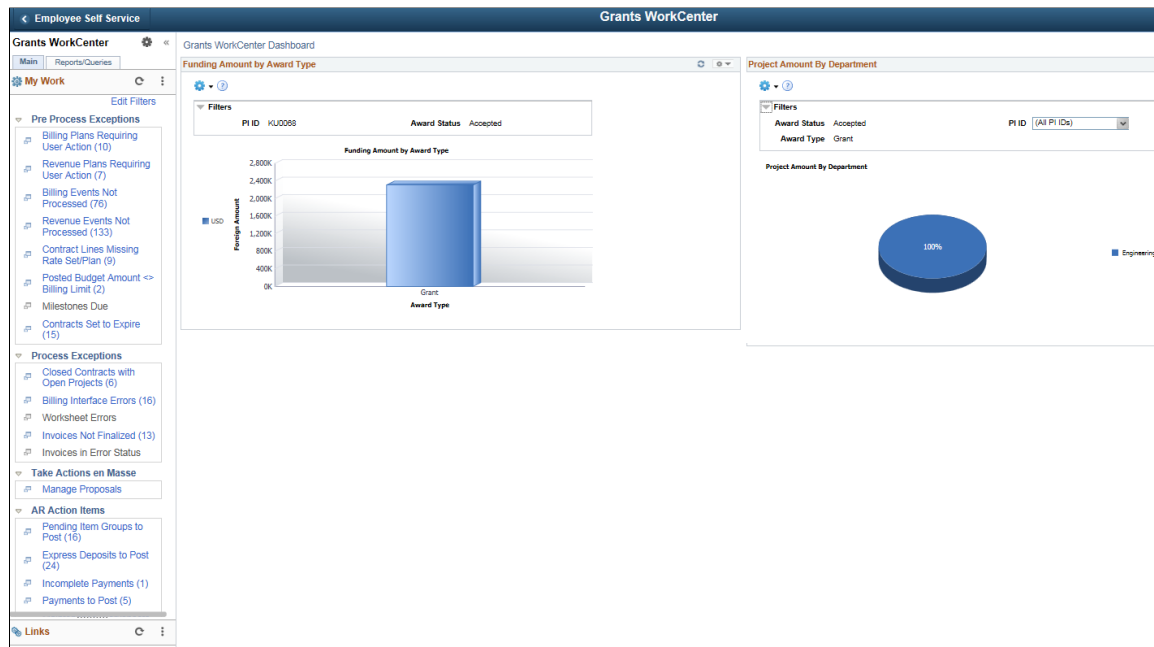 Employee Self Service
Grants WorkCenter
Grants WorkCenter
«
Main
Reports/Queries
My Work
Edit Filters
Pre Process Exceptions
Billing Plans Requiring
User Action (10)
Revenue Plans Requiring
User Action (7)
Billing Events Not
Processed (76)
Revenue Events Not
Processed (133)
Contract Lines Missing
Rate Set/Plan (9)
Posted Budget Amount <>
Billing Limit (2)
Milestones Due
Contracts Set to Expire
(15)
Process Exceptions
Closed Contracts with
Open Projects (6)
Billing Interface Errors (16)
Worksheet Errors
Invoices Not Finalized (13)
Invoices in Error Status
Take Actions en Masse
Manage Proposals
AR Action Items
Pending Item Groups to
Post (16)
Express Deposits to Post
(24)
Incomplete Payments (1)
Payments to Post (5)
Links
Grants WorkCenter Dashboard
Funding Amount by Award Type
Filters
PI ID KU0068 Award Status Accepted
Funding Amount by Award Type
2,800K
2,400K
2,000K
1,600K
1,200K
800K
400K
0K
Foreign Amount
USD
Grant
Award Type
Project Amount By Department
Filters
Award Status Accepted PI ID (All PI IDs)
Award Type Grant
Project Amount By Department
100%
Engineering